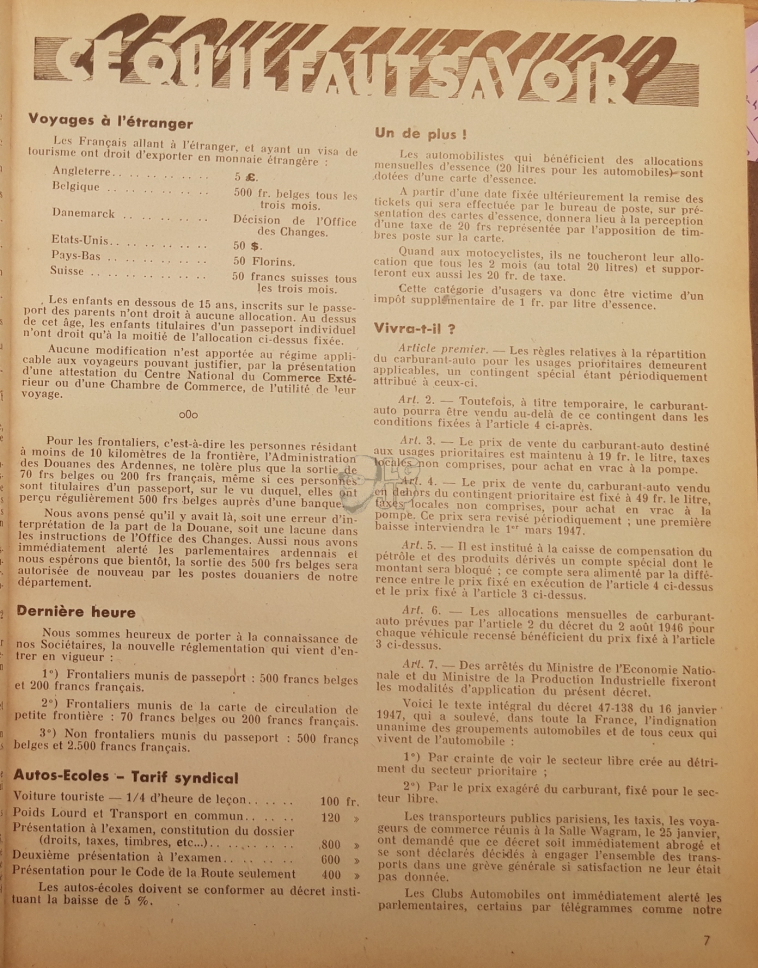 CE QU'IL FAUT SAVOIR
Voyages à l'étranger
Les Français allant à l'étranger, et ayant un visa de
tourisme ont droit d'exporter en monnaie étrangère :
Angleterre. . . . . . . . . . . 5 £.
Belgique . . . . . . . . . . . 500 fr. belges tous les
trois mois.
Danemarck . . . . . . . . . Décision de l'Office
des Changes.
Etats-Unis. . . . . . . . . . . 50 $.
Pays-Bas . . . . . . . . . . . 50 Florins.
Suisse . . . . . . . . . . . . 50 francs suisses tous
les trois mois.
Les enfants en dessous de 15 ans, inscrits sur le passe-
port des parents n'ont droit à aucune allocation. Au dessus
de cet âge, les enfants titulaires d'un passeport individuel
n'ont droit qu'à la moitié de l'allocation ci-dessus fixée.
Aucune modification n'est apportée au régime appli-
cable aux voyageurs pouvant justifier, par la présentation
d'une attestation du Centre National du Commerce Exté-
rieur ou d'une Chambre de Commerce, de l'utilité de leur
voyage.
oOo
Pour les frontaliers, c'est-à-dire les personnes résidant
à moins de 10 kilomètres de la frontière, l'Administration
des Douanes des Ardennes, ne tolère plus que la sortie de
70 frs belges ou 200 frs français, même si ces personnes
sont titulaires d'un passeport, sur le vu duquel, elles ont
perçu régulièrement 500 frs belges auprès d'une banque.
Nous avons pensé qu'il y avait là, soit une erreur d'in-
terprétation de la part de la Douane, soit une lacune dans
les instructions de l'Office des Changes. Aussi nous avons
immédiatement alerté les parlementaires ardennais et
nous espérons que bientôt, la sortie des 500 frs belges sera
autorisée de nouveau par les postes douaniers de notre
département.
Dernière heure
Nous sommes heureux de porter à la connaissance de
nos Sociétaires, la nouvelle réglementation qui vient d'en-
trer en vigueur :
1°) Frontaliers munis de passeport : 500 francs belges
et 200 francs français.
2°) Frontaliers munis de la carte de circulation de
petite frontière : 70 francs belges ou 200 francs français.
3°) Non frontaliers munis du passeport : 500 francs
belges et 2.500 francs français.
Autos-Ecoles - Tarif syndical
Voiture touriste — 1/4 d'heure de leçon. . . . . . 100 fr.
Poids Lourd et Transport en commun. . . . . . 120 »
Présentation à l'examen, constitution du dossier
(droits, taxes, timbres, etc...). . . . . . . . . . 800 »
Deuxième présentation à l'examen. . . . . . . . 600 »
Présentation pour le Code de la Route seulement 400 »
Les autos-écoles doivent se conformer au décret insti-
tuant la baisse de 5 %.
Un de plus !
Les automobilistes qui bénéficient des allocations
mensuelles d'essence (20 litres pour les automobiles) sont
dotées d'une carte d'essence.
A partir d'une date fixée ultérieurement la remise des
tickets qui sera effectuée par le bureau de poste, sur pré-
sentation des cartes d'essence, donnera lieu à la perception
d'une taxe de 20 frs représentée par l'apposition de tim-
bres poste sur la carte.
Quand aux motocyclistes, ils ne toucheront leur allo-
cation que tous les 2 mois (au total 20 litres) et suppor-
teront eux aussi les 20 fr. de taxe.
Cette catégorie d'usagers va donc être victime d'un
impôt supplémentaire de 1 fr. par litre d'essence.
Vivra-t-il ?
Article premier. — Les règles relatives à la répartition
du carburant-auto pour les usages prioritaires demeurent
applicables, un contingent spécial étant périodiquement
attribué à ceux-ci.
Art. 2. — Toutefois, à titre temporaire, le carburant-
auto pourra être vendu au-delà de ce contingent dans les
conditions fixées à l'article 4 ci-après.
Art. 3. — Le prix de vente du carburant-auto destiné
aux usages prioritaires est maintenu à 19 fr. le litre, taxes
locales non comprises, pour achat en vrac à la pompe.
Art. 4. — Le prix de vente du carburant-auto vendu
en dehors du contingent prioritaire est fixé à 49 fr. le litre,
taxes locales non comprises, pour achat en vrac à la
pompe. Ce prix sera revisé périodiquement ; une première
baisse interviendra le 1er mars 1947.
Art. 5. — Il est institué à la caisse de compensation du
pétrole et des produits dérivés un compte spécial dont le
montant sera bloqué ; ce compte sera alimenté par la diffé-
rence entre le prix fixé en exécution de l'article 4 ci-dessus
et le prix fixé à l'article 3 ci-dessus.
Art. 6. — Les allocations mensuelles de carburant-
auto prévues par l'article 2 du décret du 2 août 1946 pour
chaque véhicule recensé bénéficient du prix fixé à l'article
3 ci-dessus.
Art. 7. — Des arrêtés du Ministre de l'Economie Natio-
nale et du Ministre de la Production Industrielle fixeront
les modalités d'application du présent décret.
Voici le texte intégral du décret 47-138 du 16 janvier
1947, qui a soulevé, dans toute la France, l'indignation
unanime des groupements automobiles et de tous ceux qui
vivent de l'automobile :
1°) Par crainte de voir le secteur libre crée au détri-
ment du secteur prioritaire ;
2°) Par le prix exagéré du carburant, fixé pour le sec-
teur libre.
Les transporteurs publics parisiens, les taxis, les voya-
geurs de commerce réunis à la Salle Wagram, le 25 janvier,
ont demandé que ce décret soit immédiatement abrogé et
se sont déclarés décidés à engager l'ensemble des trans-
ports dans une grève générale si satisfaction ne leur était
pas donnée.
Les Clubs Automobiles ont immédiatement alerté les
parlementaires, certains par télégrammes comme notre
7